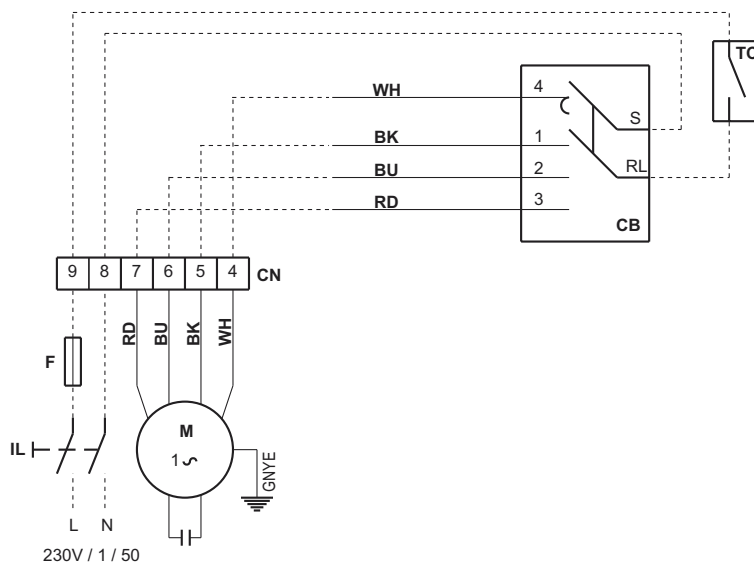 TC
WH
4
S
BK
1
BU
2
RL
RD
3
CB
9 8 7 6 5 4
CN
RD
BU
BK
WH
F
M
1
IL
GNYE
L N
230V / 1 / 50